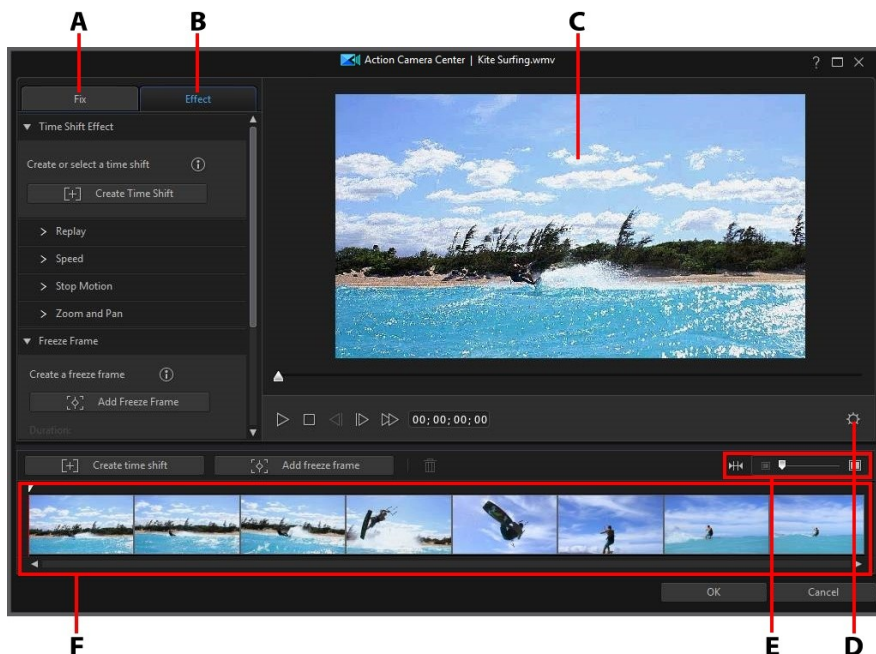 A
B
C
Action Camera Center | Kite Surfing.wmv
?
Fix
Effect
Time Shift Effect
Create or select a time shift
Create Time Shift
Replay
Speed
Stop Motion
Zoom and Pan
Freeze Frame
Create a freeze frame
Add Freeze Frame
Duration:
00;00;00;00
Create time shift
Add freeze frame
OK
Cancel
F
E
D